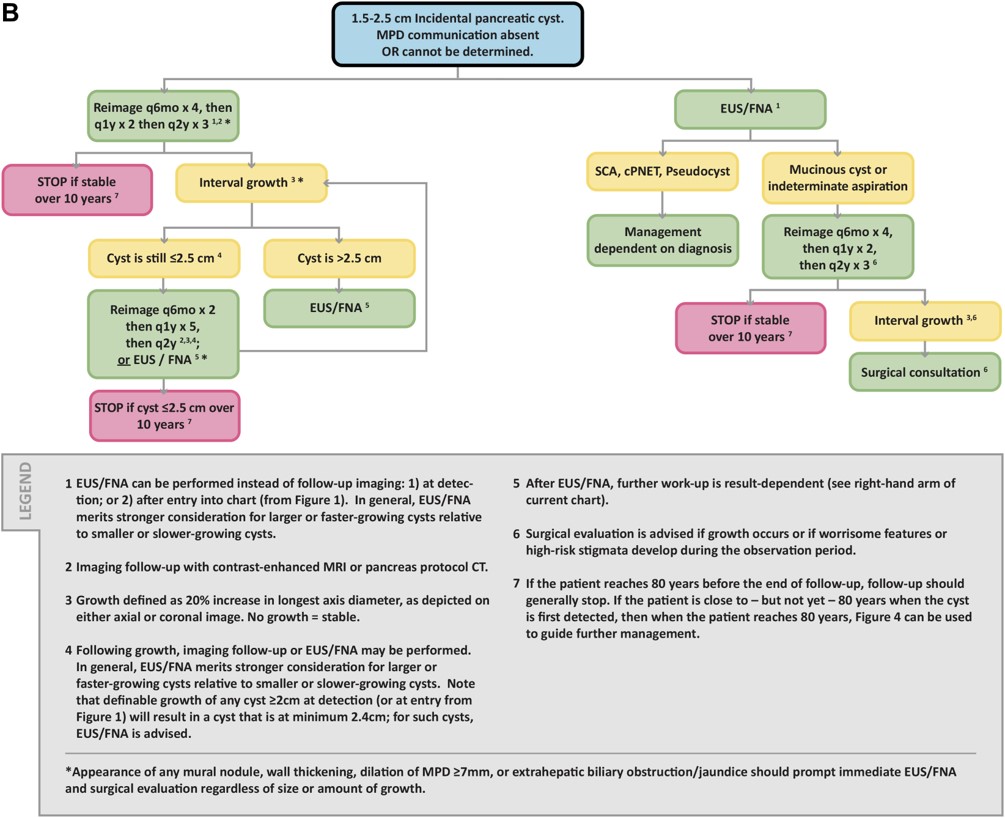 B
1.5-2.5 cm Incidental pancreatic cyst.
MPD communication absent
OR cannot be determined.
Reimage q6mo x 4, then
q1y x 2 then q2y x 3 1,2 *
EUS/FNA 1
STOP if stable
over 10 years 7
Interval growth 3 *
SCA, cPNET, Pseudocyst
Mucinous cyst or
indeterminate aspiration
Cyst is still ≤2.5 cm 4
Cyst is >2.5 cm
Management
dependent on diagnosis
Reimage q6mo x 4,
then q1y x 2,
then q2y x 3 6
Reimage q6mo x 2
then q1y x 5,
then q2y 2,3,4;
or EUS / FNA 5 *
EUS/FNA 5
STOP if stable
over 10 years 7
Interval growth 3,6
Surgical consultation 6
STOP if cyst ≤2.5 cm over
10 years 7
LEGEND
1 EUS/FNA can be performed instead of follow-up imaging: 1) at detec-
tion; or 2) after entry into chart (from Figure 1). In general, EUS/FNA
merits stronger consideration for larger or faster-growing cysts relative
to smaller or slower-growing cysts.
2 Imaging follow-up with contrast-enhanced MRI or pancreas protocol CT.
3 Growth defined as 20% increase in longest axis diameter, as depicted on
either axial or coronal image. No growth = stable.
4 Following growth, imaging follow-up or EUS/FNA may be performed.
In general, EUS/FNA merits stronger consideration for larger or
faster-growing cysts relative to smaller or slower-growing cysts. Note
that definable growth of any cyst ≥2cm at detection (or at entry from
Figure 1) will result in a cyst that is at minimum 2.4cm; for such cysts,
EUS/FNA is advised.
5 After EUS/FNA, further work-up is result-dependent (see right-hand arm of
current chart).
6 Surgical evaluation is advised if growth occurs or if worrisome features or
high-risk stigmata develop during the observation period.
7 If the patient reaches 80 years before the end of follow-up, follow-up should
generally stop. If the patient is close to – but not yet – 80 years when the cyst
is first detected, then when the patient reaches 80 years, Figure 4 can be used
to guide further management.
*Appearance of any mural nodule, wall thickening, dilation of MPD ≥7mm, or extrahepatic biliary obstruction/jaundice should prompt immediate EUS/FNA
and surgical evaluation regardless of size or amount of growth.